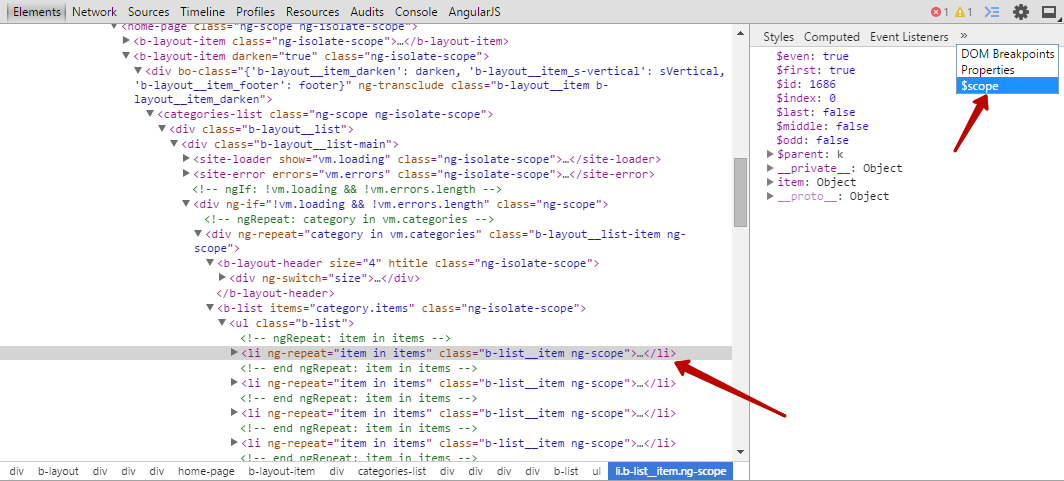 Elements Network Sources Timeline Profiles Resources Audits Console AngularJS 1 1
<home-page class="ng-scope ng-isolate-scope">
<b-layout-item class="ng-isolate-scope">…</b-layout-item>
<b-layout-item darken="true" class="ng-isolate-scope">
<div bo-class="{'b-layout__item_darken': darken, 'b-layout__item_s-vertical': sVertical,
'b-layout__item_footer': footer}" ng-transclude class="b-layout__item b-
layout__item_darken">
<categories-list class="ng-scope ng-isolate-scope">
<div class="b-layout__list">
<div class="b-layout__list-main">
<site-loader show="vm.loading" class="ng-isolate-scope">…</site-loader>
<site-error errors="vm.errors" class="ng-isolate-scope">…</site-error>
<!-- ngIf: !vm.loading && !vm.errors.length -->
<div ng-if="!vm.loading && !vm.errors.length" class="ng-scope">
<!-- ngRepeat: category in vm.categories -->
<div ng-repeat="category in vm.categories" class="b-layout__list-item ng-
scope">
<b-layout-header size="4" htitle class="ng-isolate-scope">
<div ng-switch="size">…</div>
</b-layout-header>
<b-list items="category.items" class="ng-isolate-scope">
<ul class="b-list">
<!-- ngRepeat: item in items -->
<li ng-repeat="item in items" class="b-list__item ng-scope">…</li>
<!-- end ngRepeat: item in items -->
<li ng-repeat="item in items" class="b-list__item ng-scope">…</li>
<!-- end ngRepeat: item in items -->
<li ng-repeat="item in items" class="b-list__item ng-scope">…</li>
<!-- end ngRepeat: item in items -->
<li ng-repeat="item in items" class="b-list__item ng-scope">…</li>
<!-- end ngRepeat: item in items -->
div b-layout div div div home-page b-layout-item div categories-list div div div div b-list ul li.b-list__item.ng-scope
Styles Computed Event Listeners »
DOM Breakpoints
Properties
$scope
$even: true
$first: true
$id: 1686
$index: 0
$last: false
$middle: false
$odd: false
$parent: k
__private__: Object
item: Object
__proto__: Object